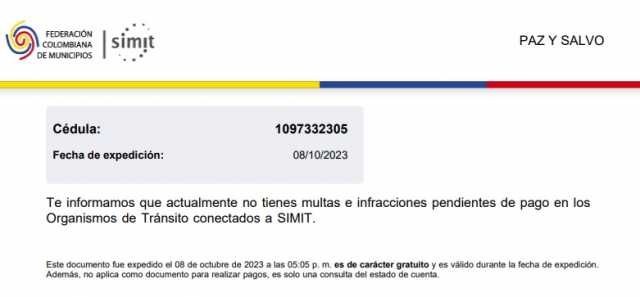 FEDERACIÓN
COLOMBIANA
DE MUNICIPIOS
simit
PAZ Y SALVO
Cédula: 1097332305
Fecha de expedición: 08/10/2023
Te informamos que actualmente no tienes multas e infracciones pendientes de pago en los
Organismos de Tránsito conectados a SIMIT.
Este documento fue expedido el 08 de octubre de 2023 a las 05:05 p. m. es de carácter gratuito y es válido durante la fecha de expedición.
Además, no aplica como documento para realizar pagos, es solo una consulta del estado de cuenta.